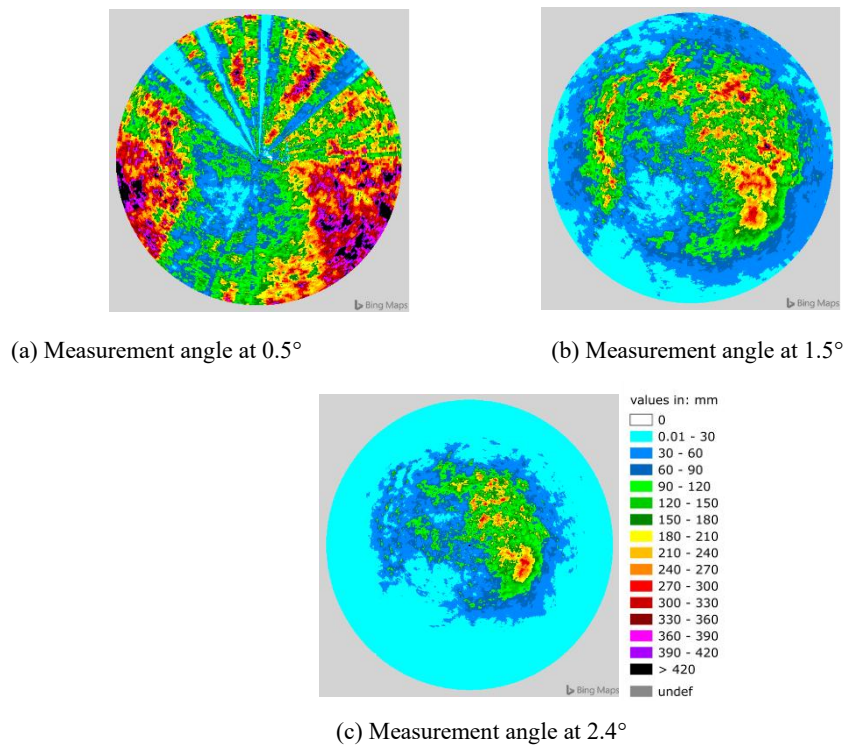 Bing Maps
Bing Maps
(a) Measurement angle at 0.5°
(b) Measurement angle at 1.5°
values in: mm
0
0.01 - 30
30 - 60
60 - 90
90 - 120
120 - 150
150 - 180
180 - 210
210 - 240
240 - 270
270 - 300
300 - 330
330 - 360
360 - 390
390 - 420
> 420
undef
Bing Maps
(c) Measurement angle at 2.4°